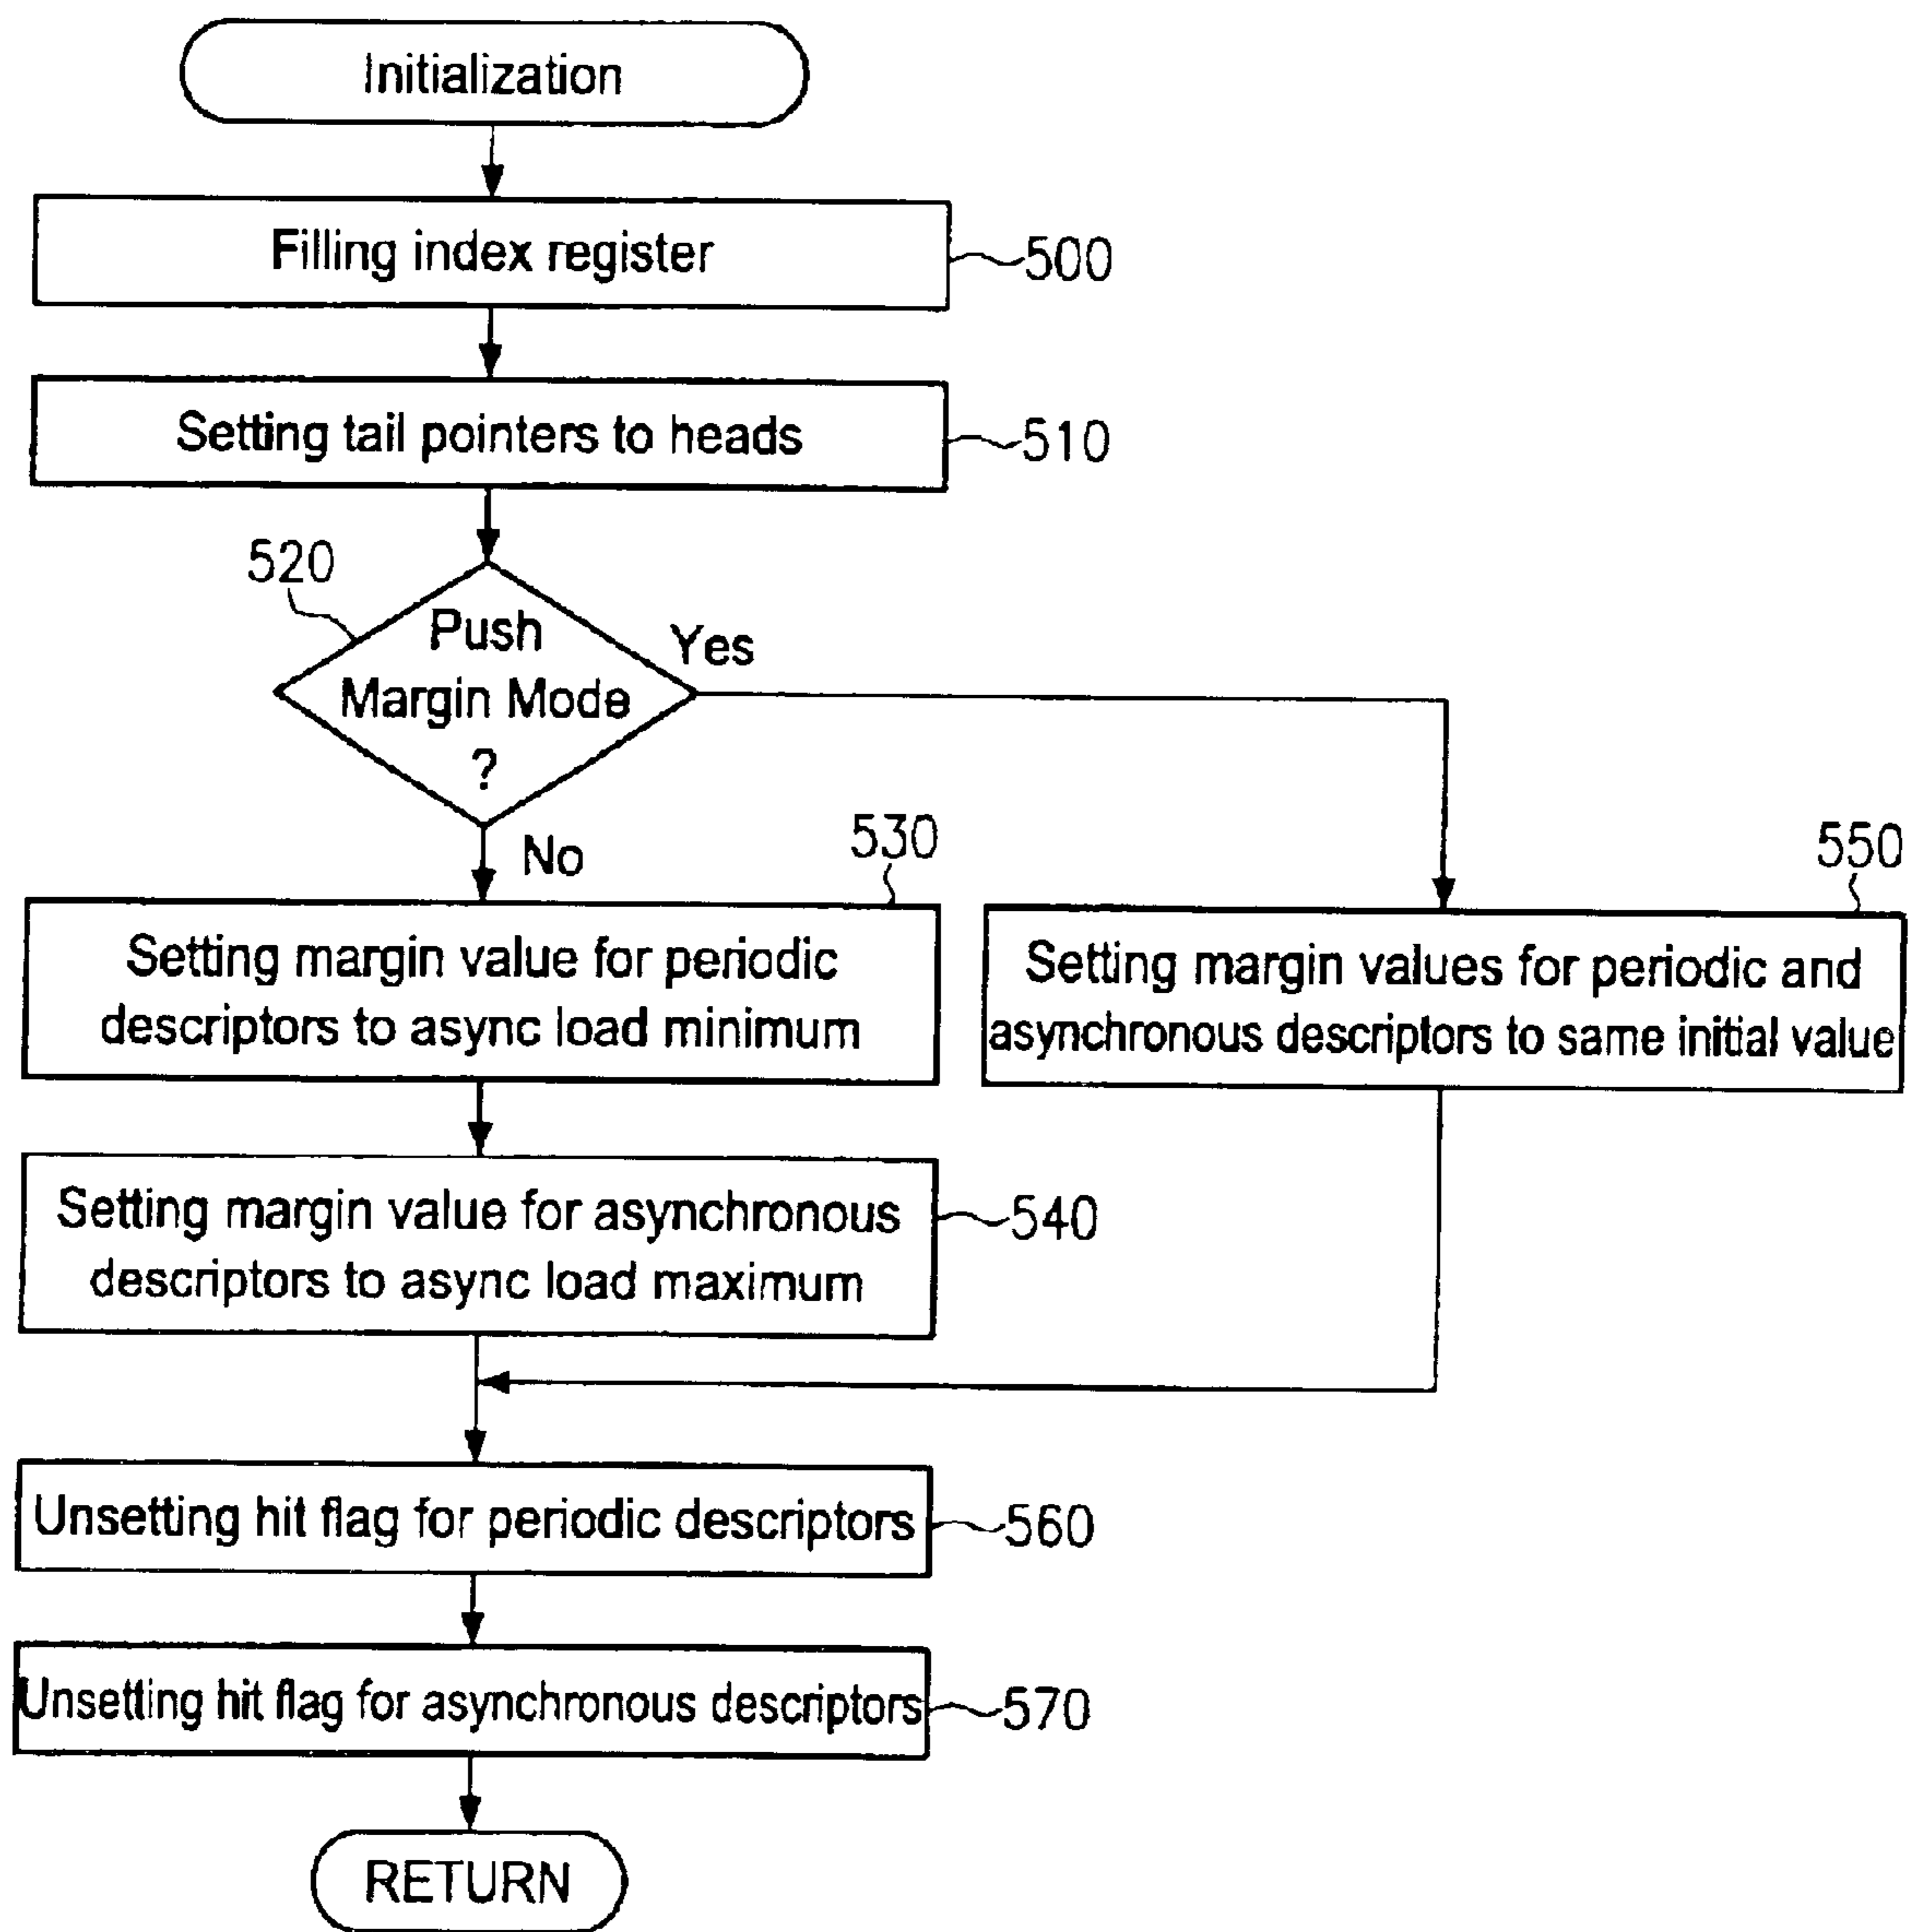 Initialization
Filling index register
500
Setting tail pointers to heads
510
520
Push
Margin Mode
?
Yes
No
530
Setting margin value for periodic
descriptors to async load minimum
550
Setting margin values for periodic and
asynchronous descriptors to same initial value
Setting margin value for asynchronous
descriptors to async load maximum
540
Unsetting hit flag for periodic descriptors
560
Unsetting hit flag for asynchronous descriptors
570
RETURN